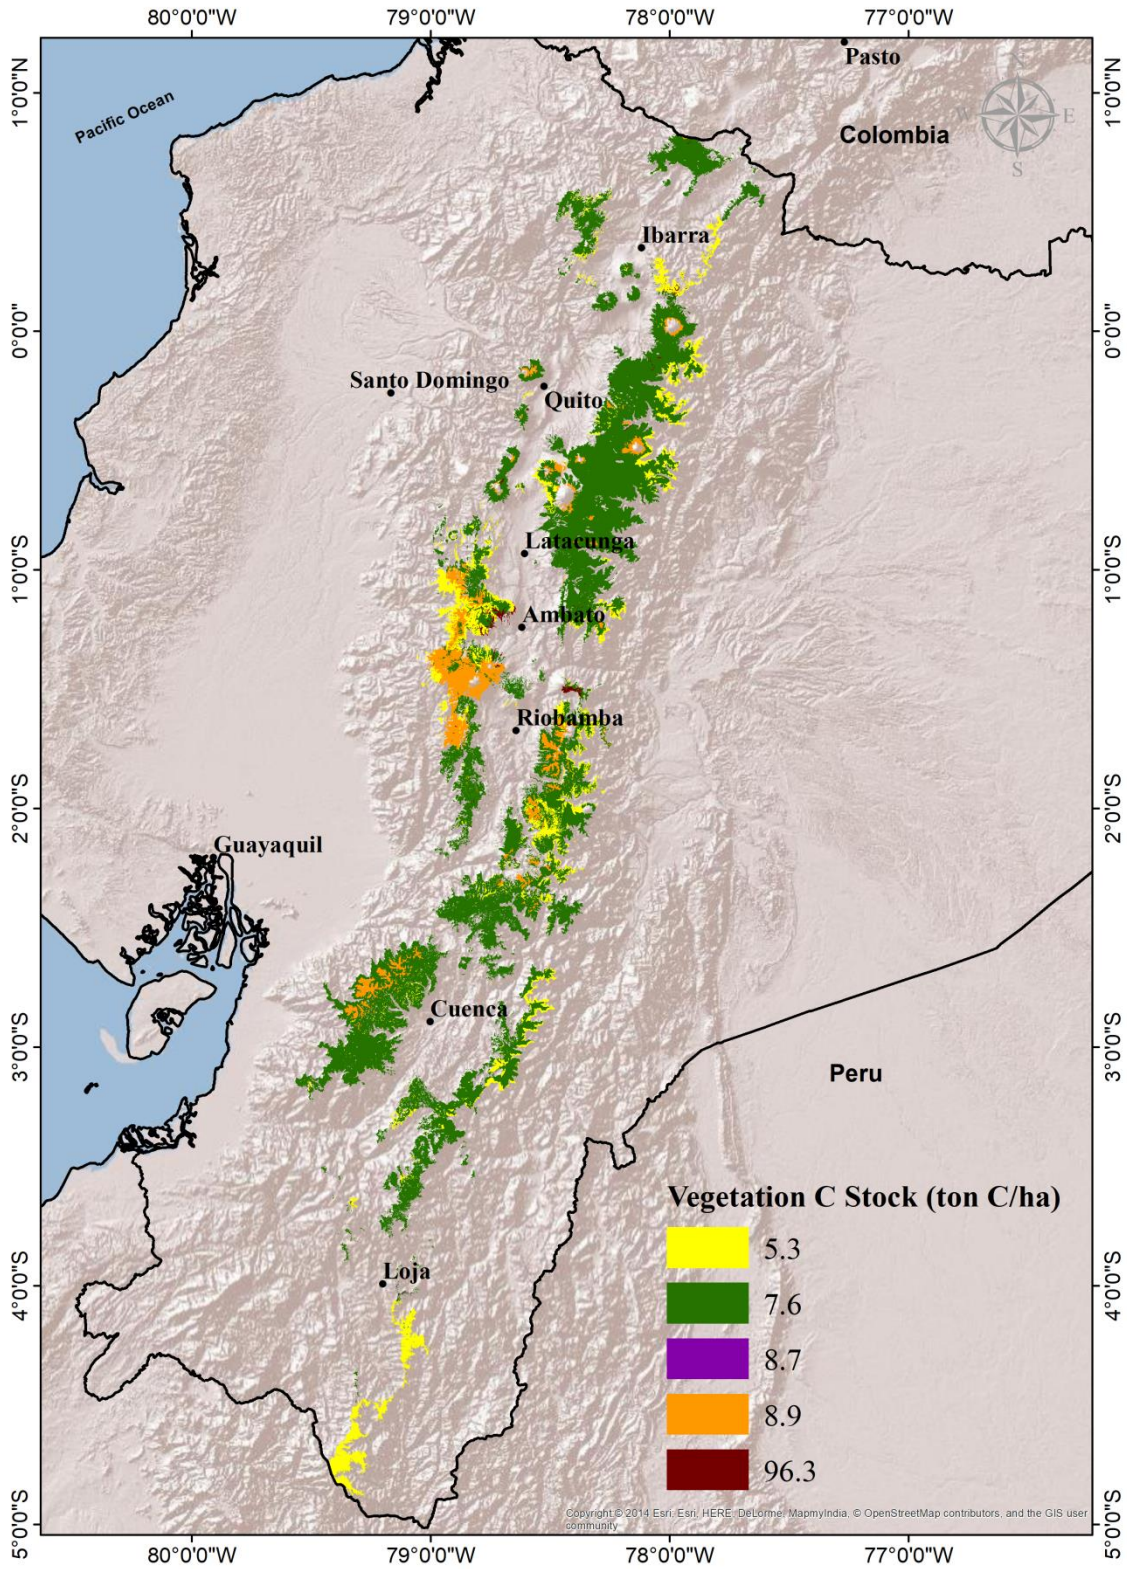 80°0'0"W 79°0'0"W 78°0'0"W 77°0'0"W
Pasto
Pacific Ocean
N
W E
S
Colombia
1°0'0"N
1°0'0"N
Ibarra
0°0'0"
0°0'0"
Santo Domingo
Quito
Latacunga
1°0'0"S
1°0'0"S
Ambato
Riobamba
2°0'0"S
2°0'0"S
Guayaquil
Cuenca
3°0'0"S
3°0'0"S
Peru
Loja
4°0'0"S
4°0'0"S
Vegetation C Stock (ton C/ha)
5.3
7.6
8.7
8.9
96.3
Copyright:© 2014 Esri, Esri, HERE, DeLorme, MapmyIndia, © OpenStreetMap contributors, and the GIS user
community
5°0'0"S
5°0'0"S
80°0'0"W 79°0'0"W 78°0'0"W 77°0'0"W